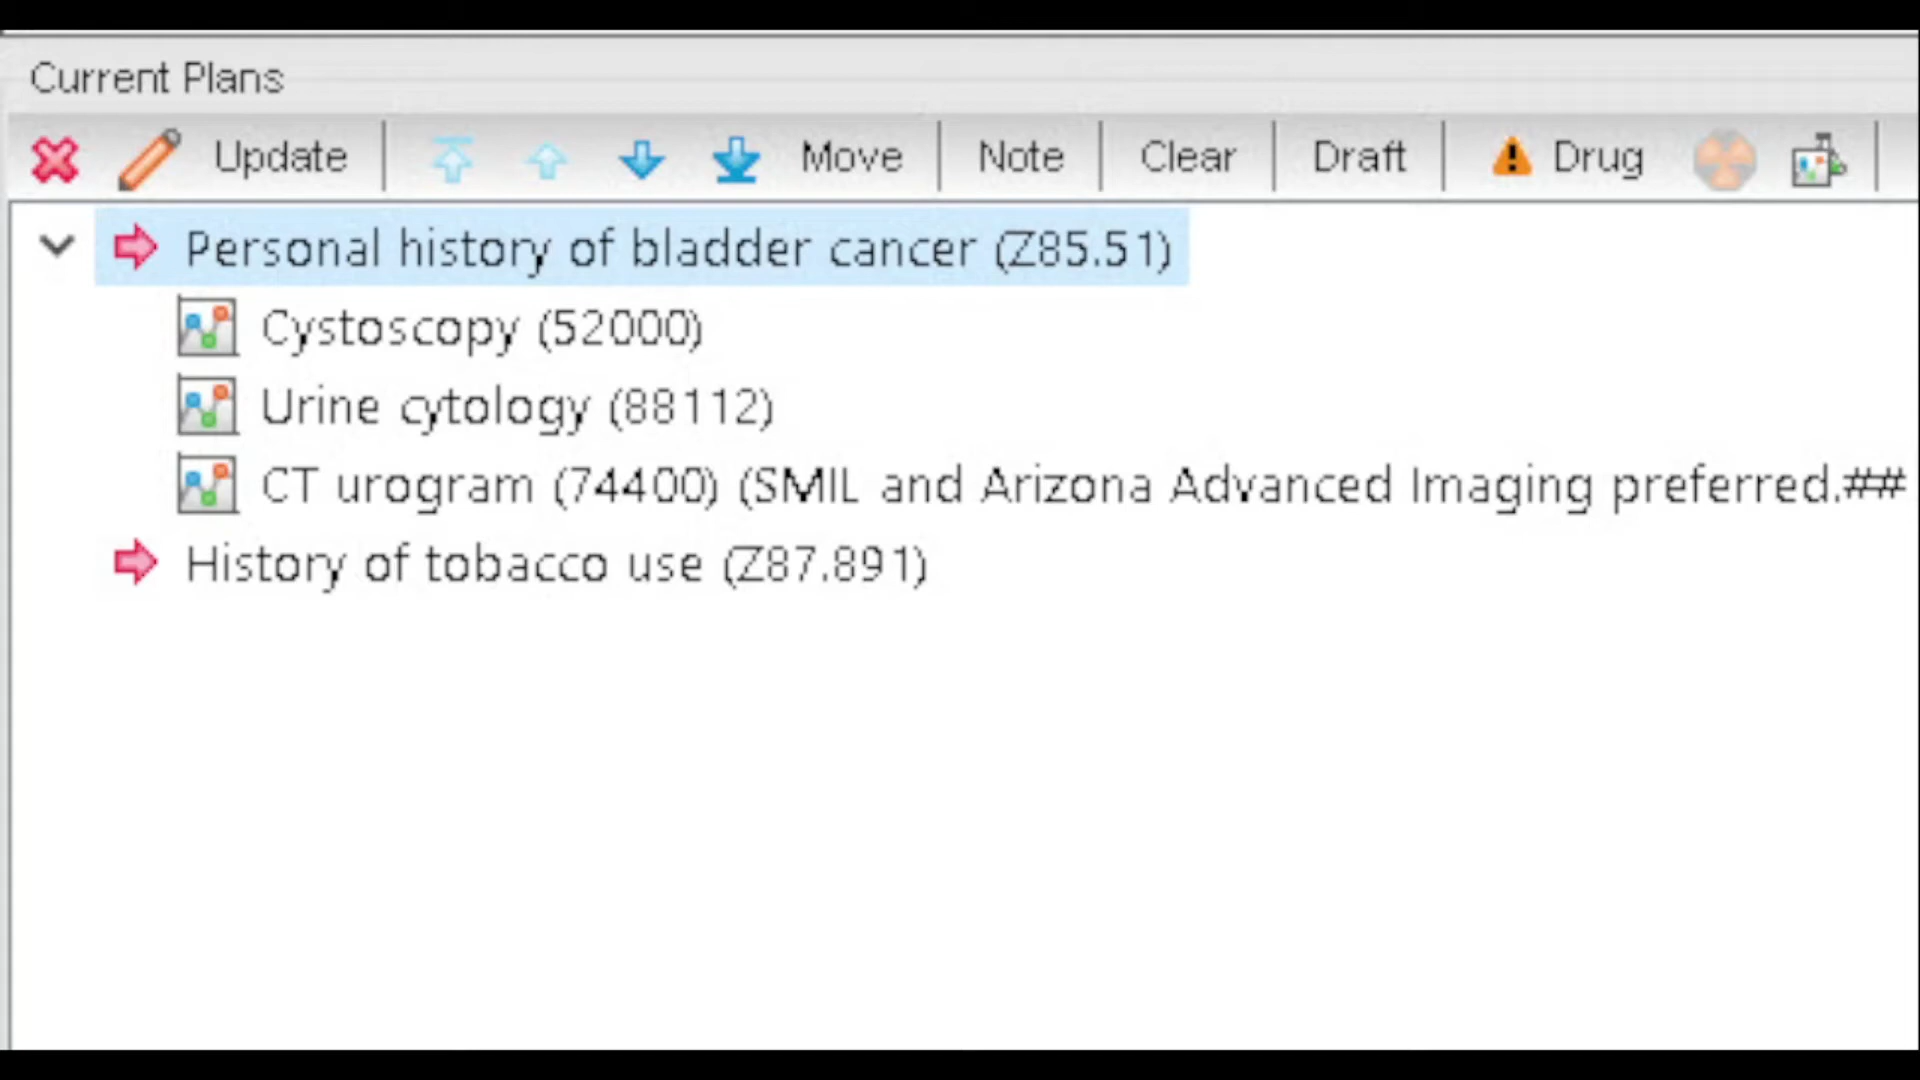 Current Plans
Update Move Note Clear Draft Drug
Personal history of bladder cancer (Z85.51)
Cystoscopy (52000)
Urine cytology (88112)
CT urogram (74400) (SMIL and Arizona Advanced Imaging preferred.##
History of tobacco use (Z87.891)